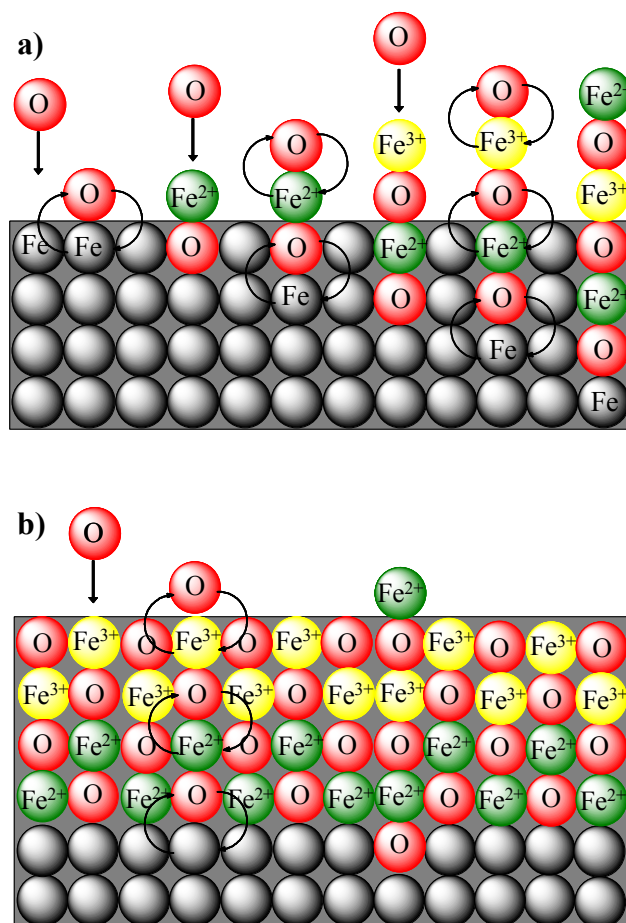 a) O
O O O Fe²⁺
O Fe³⁺ Fe³⁺ O
O Fe²⁺ Fe²⁺ O O Fe³⁺
Fe Fe O O Fe²⁺ Fe²⁺ O
Fe O O Fe²⁺
Fe O
Fe
b) O
O Fe²⁺
O Fe³⁺ O Fe³⁺ O Fe³⁺ O O Fe³⁺ O Fe³⁺ O
Fe³⁺ O Fe³⁺ O Fe³⁺ O Fe³⁺ Fe³⁺ O Fe³⁺ O Fe³⁺
O Fe²⁺ O Fe²⁺ O Fe²⁺ O O Fe²⁺ O Fe²⁺ O
Fe²⁺ O Fe²⁺ O Fe²⁺ O Fe²⁺ Fe²⁺ O Fe²⁺ O Fe²⁺
O